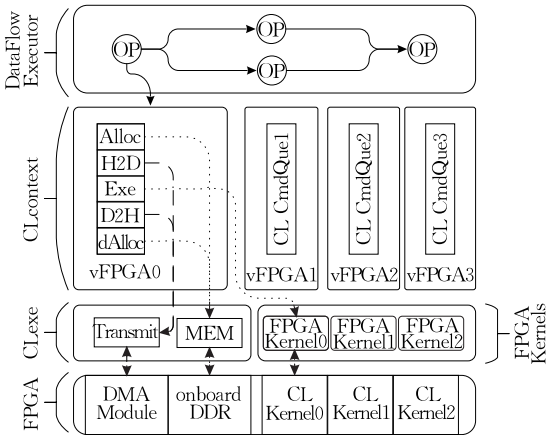 DataFlow
Executor
OP
OP
OP
OP
CLcontext
Alloc
H2D
Exe
D2H
dAlloc
vFPGA0
CL CmdQue1
vFPGA1
CL CmdQue2
vFPGA2
CL CmdQue3
vFPGA3
CLexe
Transmit
MEM
FPGA
Kernel0
FPGA
Kernel1
FPGA
Kernel2
FPGA
Kernels
FPGA
DMA
Module
onboard
DDR
CL
Kernel0
CL
Kernel1
CL
Kernel2